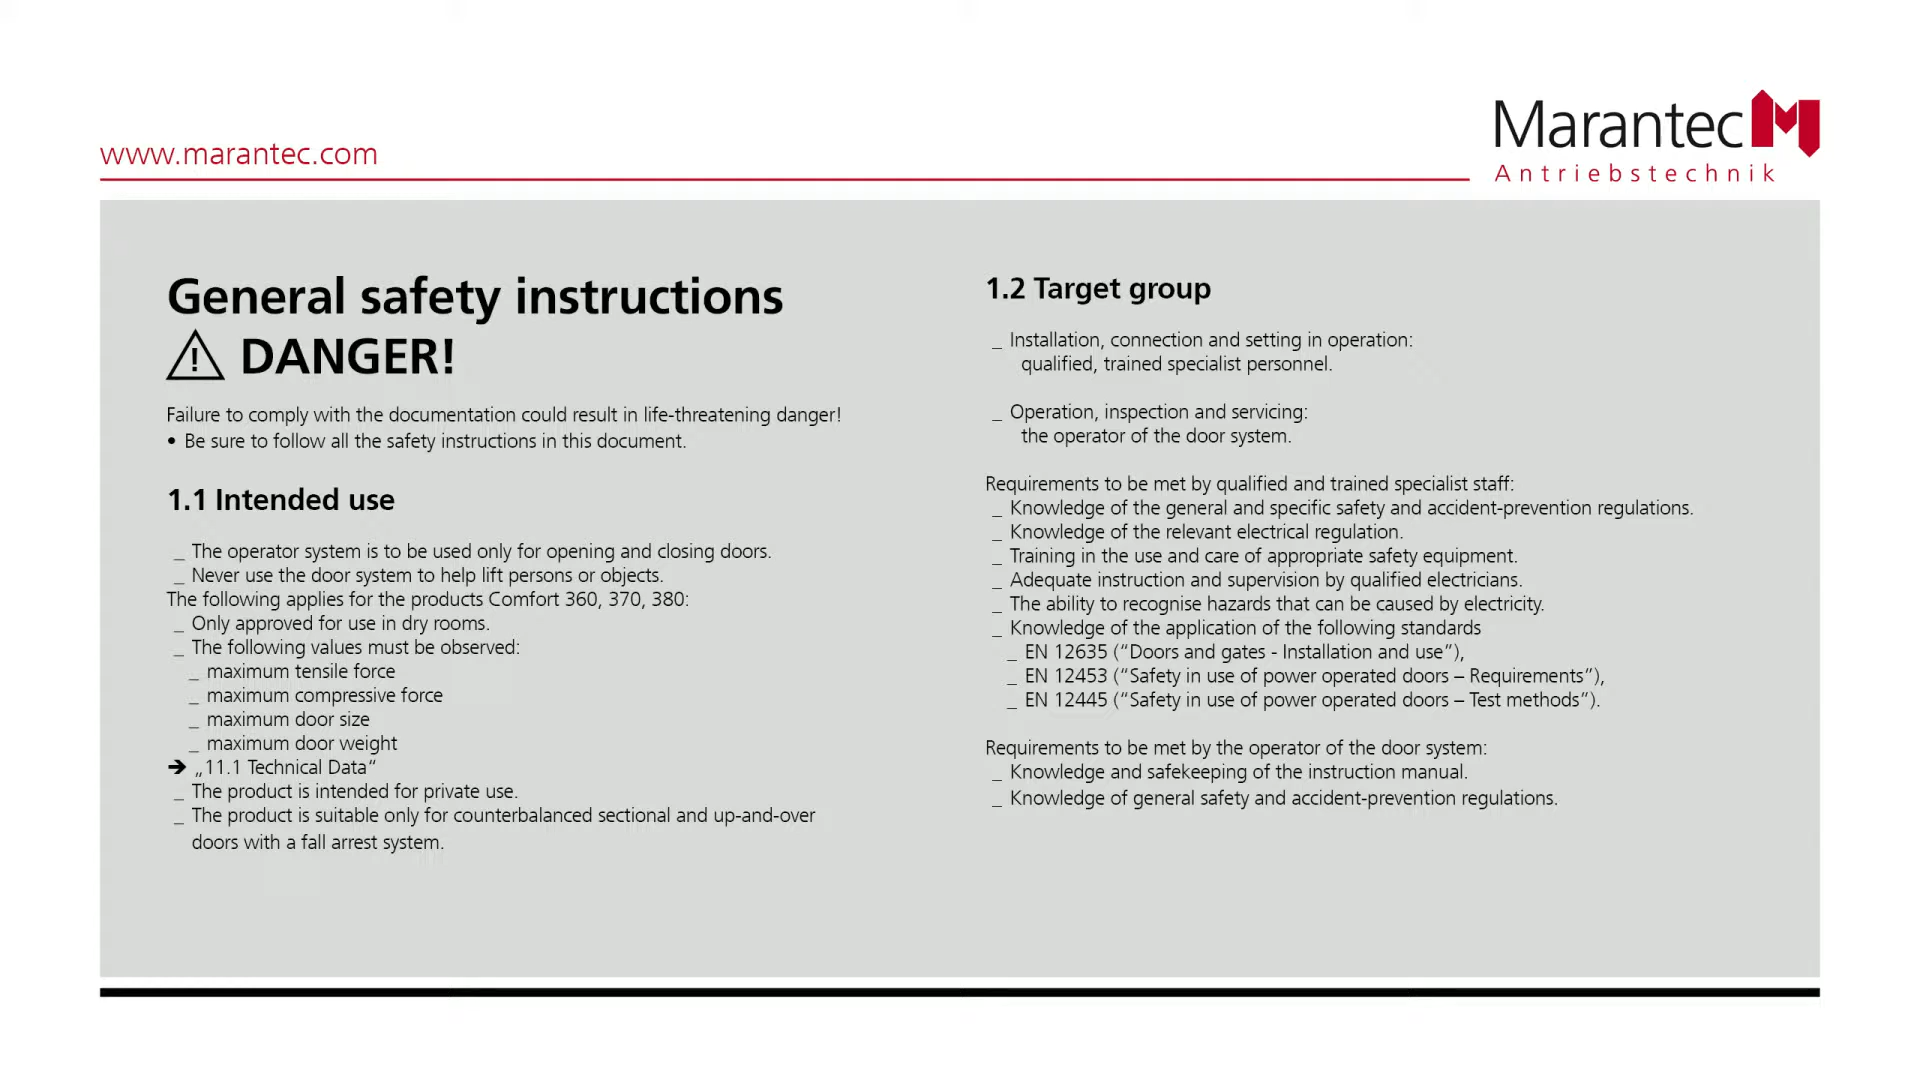 www.marantec.com
Marantec
Antriebstechnik
General safety instructions
DANGER!
Failure to comply with the documentation could result in life-threatening danger!
• Be sure to follow all the safety instructions in this document.
1.1 Intended use
_ The operator system is to be used only for opening and closing doors.
_ Never use the door system to help lift persons or objects.
The following applies for the products Comfort 360, 370, 380:
_ Only approved for use in dry rooms.
_ The following values must be observed:
_ maximum tensile force
_ maximum compressive force
_ maximum door size
_ maximum door weight
➔ „11.1 Technical Data“
_ The product is intended for private use.
_ The product is suitable only for counterbalanced sectional and up-and-over
doors with a fall arrest system.
1.2 Target group
_ Installation, connection and setting in operation:
qualified, trained specialist personnel.
_ Operation, inspection and servicing:
the operator of the door system.
Requirements to be met by qualified and trained specialist staff:
_ Knowledge of the general and specific safety and accident-prevention regulations.
_ Knowledge of the relevant electrical regulation.
_ Training in the use and care of appropriate safety equipment.
_ Adequate instruction and supervision by qualified electricians.
_ The ability to recognise hazards that can be caused by electricity.
_ Knowledge of the application of the following standards
_ EN 12635 (“Doors and gates - Installation and use”),
_ EN 12453 (“Safety in use of power operated doors – Requirements”),
_ EN 12445 (“Safety in use of power operated doors – Test methods”).
Requirements to be met by the operator of the door system:
_ Knowledge and safekeeping of the instruction manual.
_ Knowledge of general safety and accident-prevention regulations.